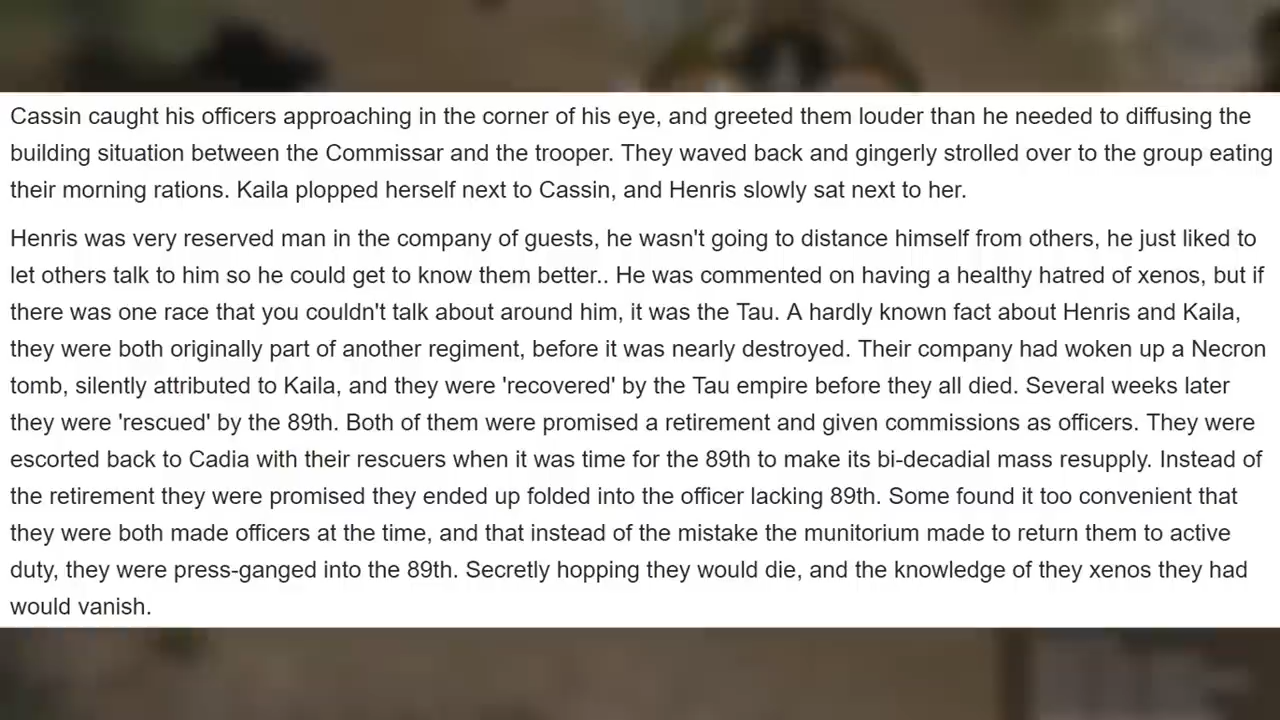 Cassin caught his officers approaching in the corner of his eye, and greeted them louder than he needed to diffusing the
building situation between the Commissar and the trooper. They waved back and gingerly strolled over to the group eating
their morning rations. Kaila plopped herself next to Cassin, and Henris slowly sat next to her.
Henris was very reserved man in the company of guests, he wasn't going to distance himself from others, he just liked to
let others talk to him so he could get to know them better.. He was commented on having a healthy hatred of xenos, but if
there was one race that you couldn't talk about around him, it was the Tau. A hardly known fact about Henris and Kaila,
they were both originally part of another regiment, before it was nearly destroyed. Their company had woken up a Necron
tomb, silently attributed to Kaila, and they were 'recovered' by the Tau empire before they all died. Several weeks later
they were 'rescued' by the 89th. Both of them were promised a retirement and given commissions as officers. They were
escorted back to Cadia with their rescuers when it was time for the 89th to make its bi-decadial mass resupply. Instead of
the retirement they were promised they ended up folded into the officer lacking 89th. Some found it too convenient that
they were both made officers at the time, and that instead of the mistake the munitorium made to return them to active
duty, they were press-ganged into the 89th. Secretly hopping they would die, and the knowledge of they xenos they had
would vanish.